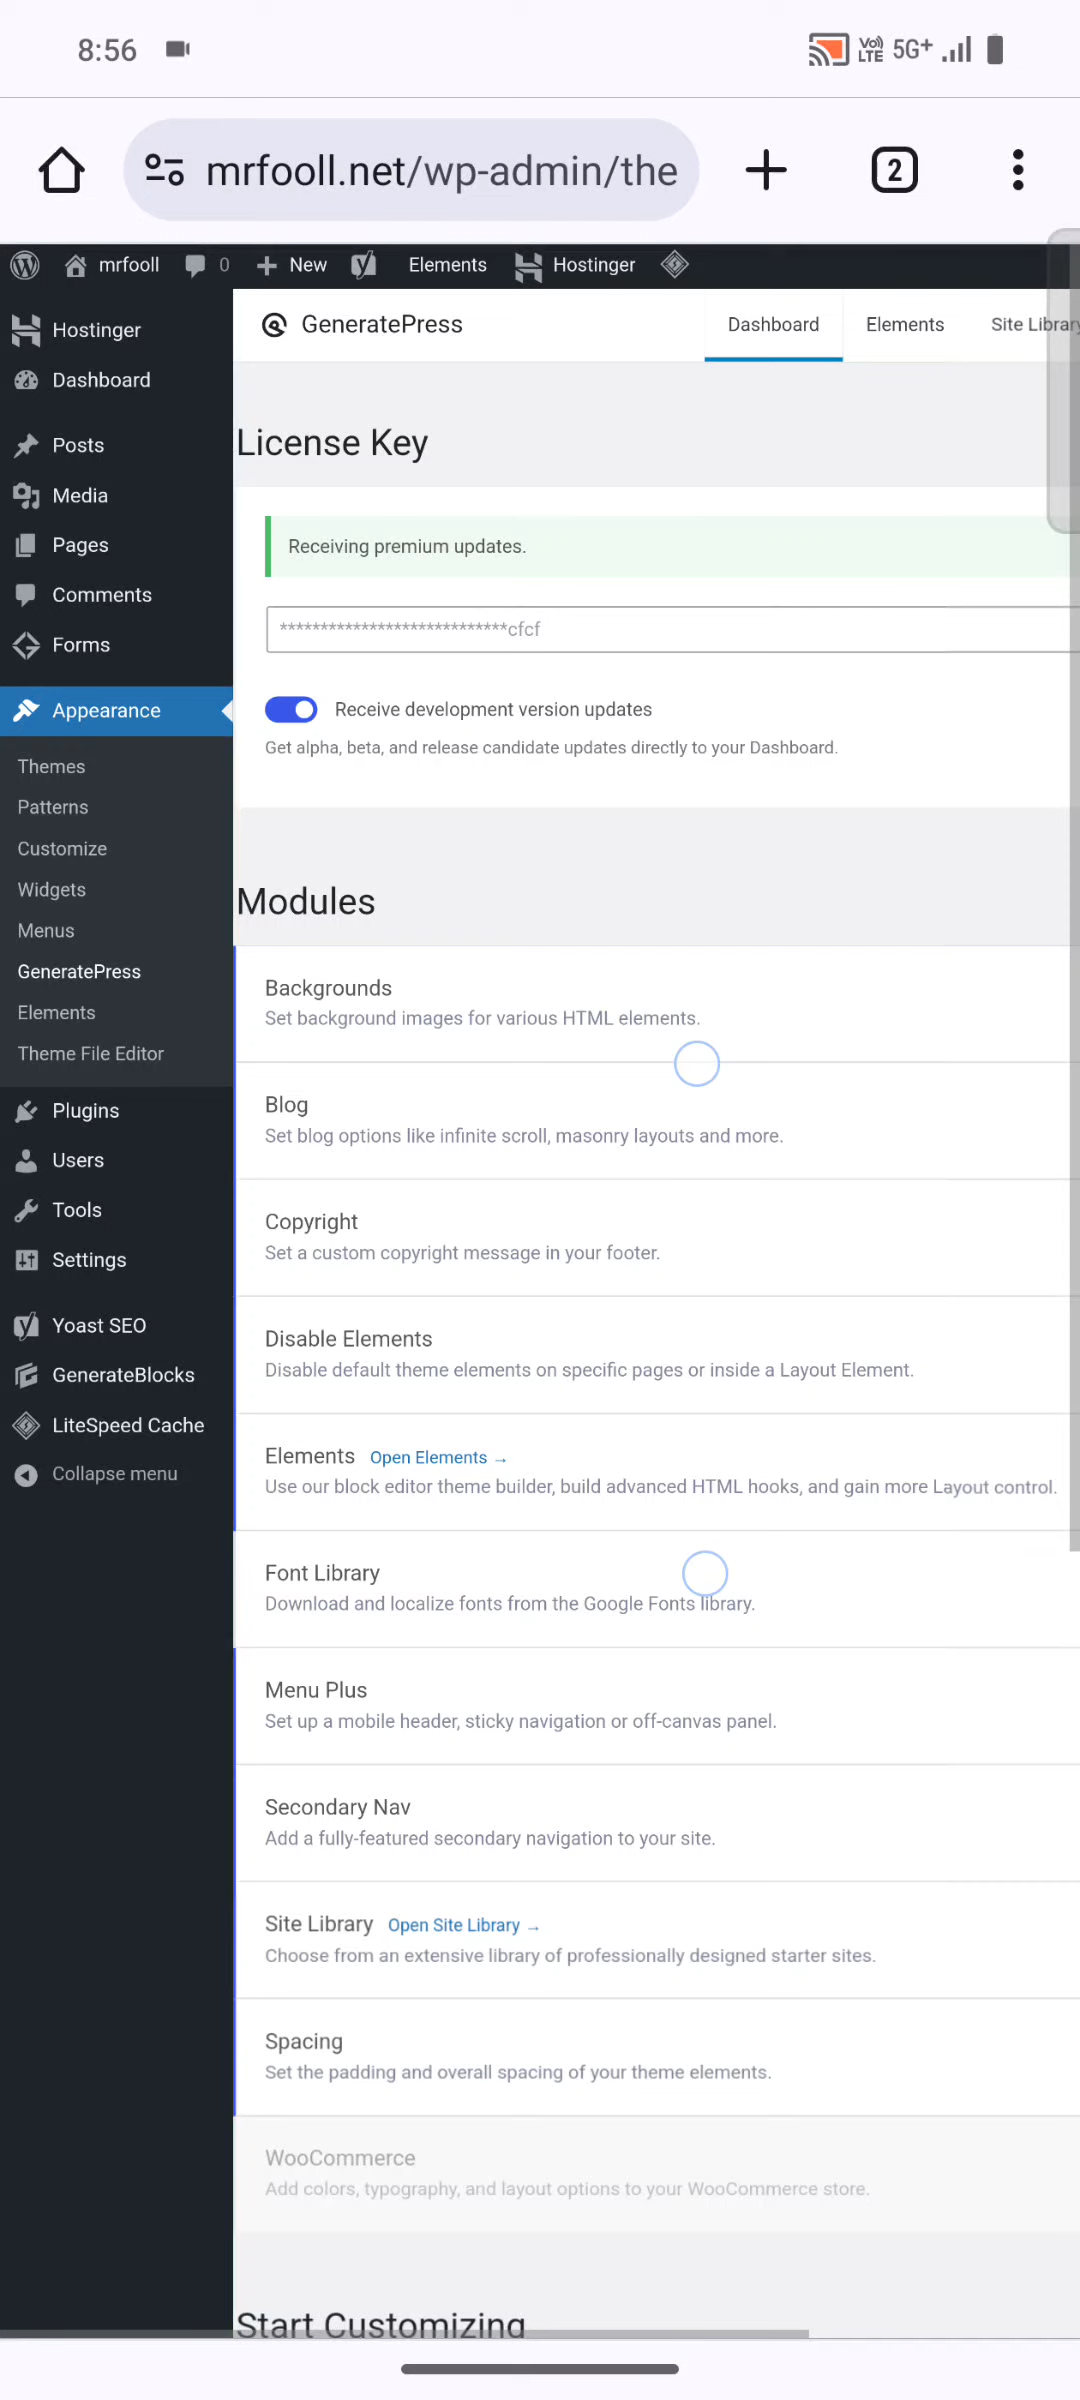 8:56
Vo))
LTE
5G+
mrfooll.net/wp-admin/the
2
mrfooll
0
New
Elements
Hostinger
Hostinger
Dashboard
Posts
Media
Pages
Comments
Forms
Appearance
Themes
Patterns
Customize
Widgets
Menus
GeneratePress
Elements
Theme File Editor
Plugins
Users
Tools
Settings
Yoast SEO
GenerateBlocks
LiteSpeed Cache
Collapse menu
GeneratePress
Dashboard
Elements
Site Library
License Key
Receiving premium updates.
****************************cfcf
Receive development version updates
Get alpha, beta, and release candidate updates directly to your Dashboard.
Modules
Backgrounds
Set background images for various HTML elements.
Blog
Set blog options like infinite scroll, masonry layouts and more.
Copyright
Set a custom copyright message in your footer.
Disable Elements
Disable default theme elements on specific pages or inside a Layout Element.
Elements Open Elements →
Use our block editor theme builder, build advanced HTML hooks, and gain more Layout control.
Font Library
Download and localize fonts from the Google Fonts library.
Menu Plus
Set up a mobile header, sticky navigation or off-canvas panel.
Secondary Nav
Add a fully-featured secondary navigation to your site.
Site Library Open Site Library →
Choose from an extensive library of professionally designed starter sites.
Spacing
Set the padding and overall spacing of your theme elements.
WooCommerce
Add colors, typography, and layout options to your WooCommerce store.
Start Customizing